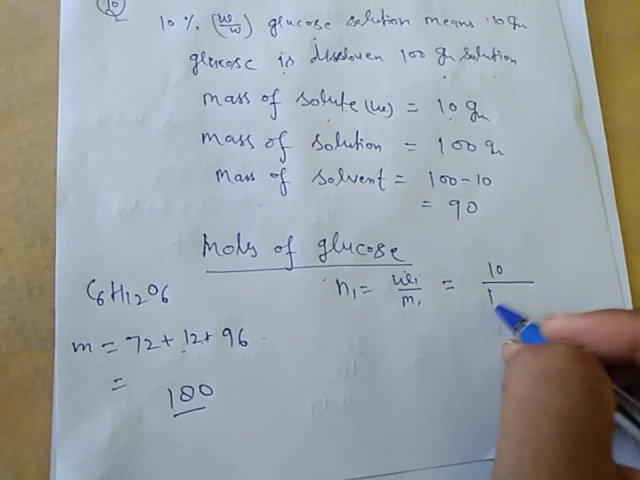 10
10 % (w/w) glucose solution means 10 gm
glucose is dissloven 100 gm solution
mass of solute (w) = 10 gm
mass of solution = 100 gm
mass of solvent = 100-10
= 90
Mols of glucose
C6H12O6
n1 = w1/m1 = 10/1
m = 72 + 12 + 96
= 180